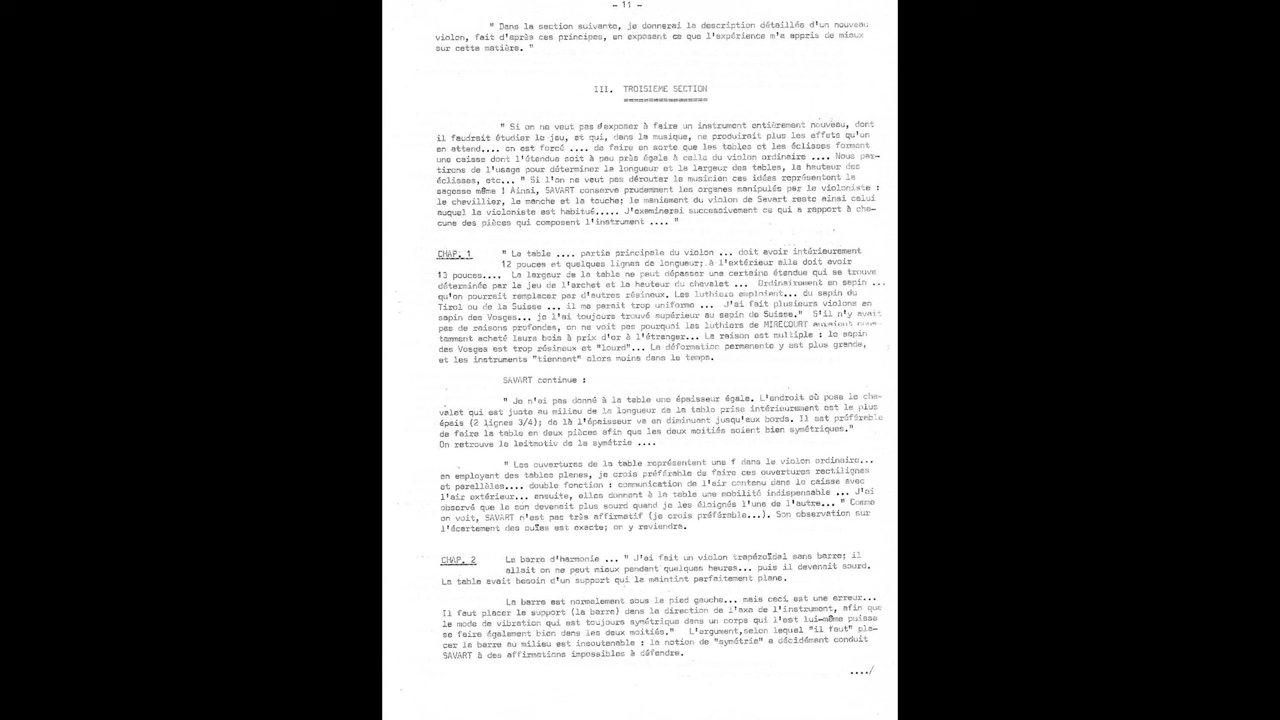 - 11 -
" Dans la section suivante, je donnerai la description détaillés d'un nouveau
violon, fait d'après ces principes, en exposant ce que l'expérience m'a appris de mieux
sur cette matière. "
III. TROISIEME SECTION
" Si on ne veut pas d'exposer à faire un instrument entièrement nouveau, dont
il faudrait étudier le jeu, et qui, dans la musique, ne produirait plus les effets qu'on
en attend.... on est forcé .... de faire en sorte que les tables et les éclisses forment
une caisse dont l'étendue soit à peu près égale à celle du violon ordinaire .... Nous par-
tirons de l'usage pour déterminer la longueur et la largeur des tables, la hauteur des
éclisses, etc... " Si l'on ne veut pas dérouter le musicien ces idées représentent la
sagesse même ! Ainsi, SAVART conserve prudemment les organes manipulés par le violoniste :
le chevillier, le manche et la touche; le maniement du violon de Savart reste ainsi celui
auquel le violoniste est habitué..... J'examinerai successivement ce qui a rapport à cha-
cune des pièces qui composent l'instrument .... "
CHAP. 1 " La table .... partie principale du violon ... doit avoir intérieurement
12 pouces et quelques lignes de longueur; à l'extérieur elle doit avoir
13 pouces.... La largeur de la table ne peut dépasser une certaine étendue qui se trouve
déterminée par le jeu de l'archet et la hauteur du chevalet ... Ordinairement en sapin ...
qu'on pourrait remplacer par d'autres résineux. Les luthiers emploient... du sapin du
Tirol ou de la Suisse ... il me parait trop uniforme ... J'ai fait plusieurs violons en
sapin des Vosges... je l'ai toujours trouvé supérieur au sapin de Suisse." S'il n'y avait
pas de raisons profondes, on ne voit pas pourquoi les luthiers de MIRECOURT auraient cons-
tamment acheté leurs bois à prix d'or à l'étranger... La raison est multiple : le sapin
des Vosges est trop résineux et "lourd"... La déformation permanente y est plus grande,
et les instruments "tiennent" alors moins dans le temps.
SAVART continue :
" Je n'ai pas donné à la table une épaisseur égale. L'endroit où pose le che-
valet qui est juste au milieu de la longueur de la table prise intérieurement est le plus
épais (2 lignes 3/4); de là l'épaisseur va en diminuant jusqu'aux bords. Il est préférable
de faire la table en deux pièces afin que les deux moitiés soient bien symétriques."
On retrouve le leitmotiv de la symétrie ....
" Les ouvertures de la table représentent une f dans le violon ordinaire...
en employant des tables planes, je crois préférable de faire ces ouvertures rectilignes
et parallèles.... double fonction : communication de l'air contenu dans la caisse avec
l'air extérieur... ensuite, elles donnent à la table une mobilité indispensable ... J'ai
observé que le son devenait plus sourd quand je les éloignés l'une de l'autre... " Comme
on voit, SAVART n'est pas très affirmatif (je crois préférable...). Son observation sur
l'écartement des ouïes est exacte; on y reviendra.
CHAP. 2 La barre d'harmonie ... " J'ai fait un violon trapézoïdal sans barre; il
allait on ne peut mieux pendant quelques heures... puis il devenait sourd.
La table avait besoin d'un support qui la maintint parfaitement plane.
La barre est normalement sous le pied gauche... mais ceci est une erreur...
Il faut placer le support (la barre) dans la direction de l'axe de l'instrument, afin que
le mode de vibration qui est toujours symétrique dans un corps qui l'est lui-même puisse
se faire également bien dans les deux moitiés." L'argument,selon lequel "il faut" pla-
cer la barre au milieu est insoutenable : la notion de "symétrie" a décidément conduit
SAVART à des affirmations impossibles à défendre.
..../